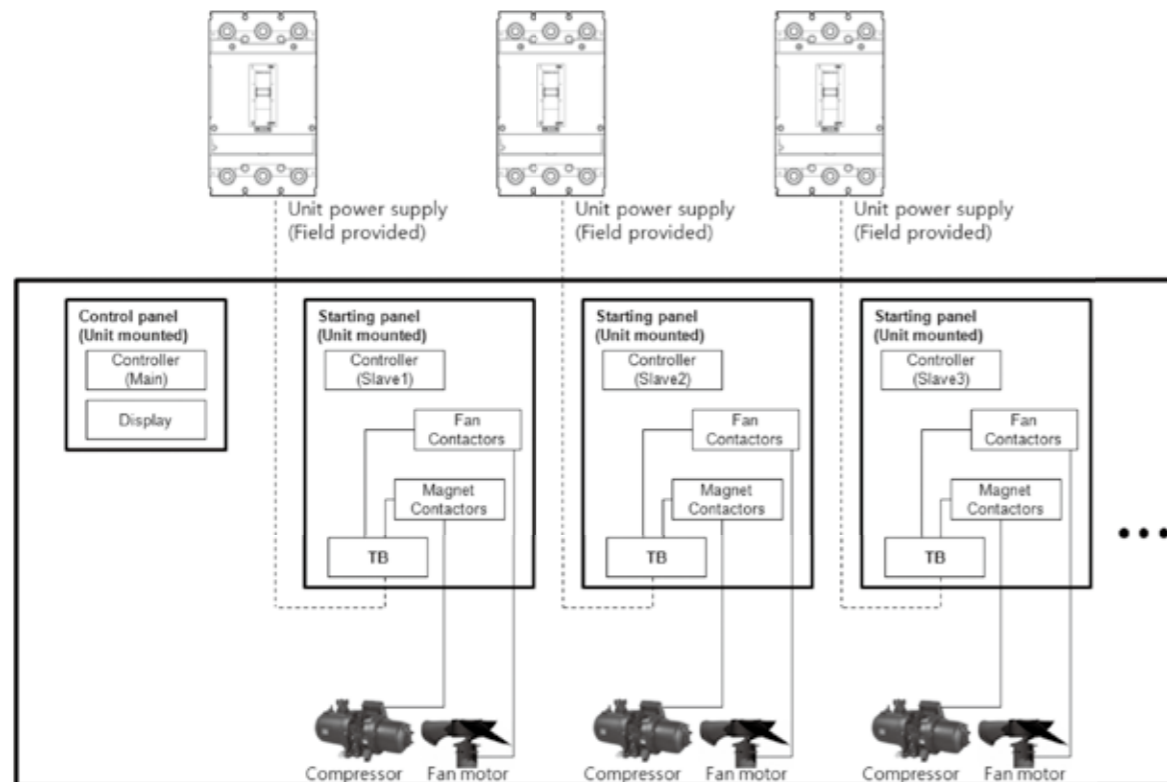 Unit power supply
(Field provided)
Unit power supply
(Field provided)
Unit power supply
(Field provided)
Control panel
(Unit mounted)
Controller
(Main)
Display
Starting panel
(Unit mounted)
Controller
(Slave1)
Fan
Contactors
Magnet
Contactors
TB
Starting panel
(Unit mounted)
Controller
(Slave2)
Fan
Contactors
Magnet
Contactors
TB
Starting panel
(Unit mounted)
Controller
(Slave3)
Fan
Contactors
Magnet
Contactors
TB
Compressor
Fan motor
Compressor
Fan motor
Compressor
Fan motor